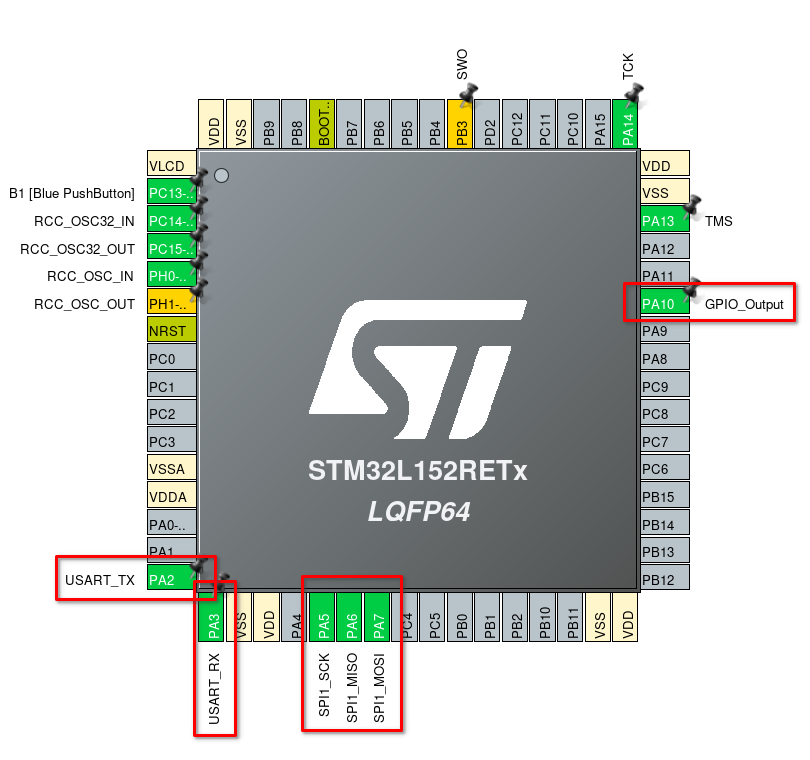 SWO
TCK
VDD
VSS
PB9
PB8
BOOT..
PB7
PB6
PB5
PB4
PB3
PD2
PC12
PC11
PC10
PA15
PA14
VLCD
B1 [Blue PushButton] PC13-..
RCC_OSC32_IN PC14-..
RCC_OSC32_OUT PC15-..
RCC_OSC_IN PH0-..
RCC_OSC_OUT PH1-..
NRST
PC0
PC1
PC2
PC3
VSSA
VDDA
PA0-..
PA1
USART_TX PA2
ST
STM32L152RETx
LQFP64
VDD
VSS
PA13 TMS
PA12
PA11
PA10 GPIO_Output
PA9
PA8
PC9
PC8
PC7
PC6
PB15
PB14
PB13
PB12
PA3
VSS
VDD
PA4
PA5
PA6
PA7
PC4
PC5
PB0
PB1
PB2
PB10
PB11
VSS
VDD
USART_RX
SPI1_SCK
SPI1_MISO
SPI1_MOSI